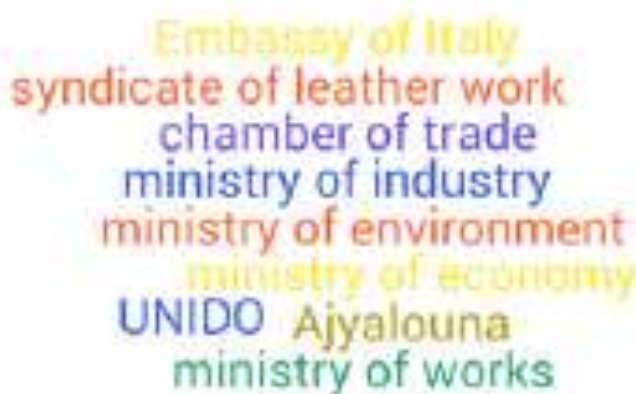 Embassy of Italy
syndicate of leather work
chamber of trade
ministry of industry
ministry of environment
ministry of economy
UNIDO Ajyalouna
ministry of works